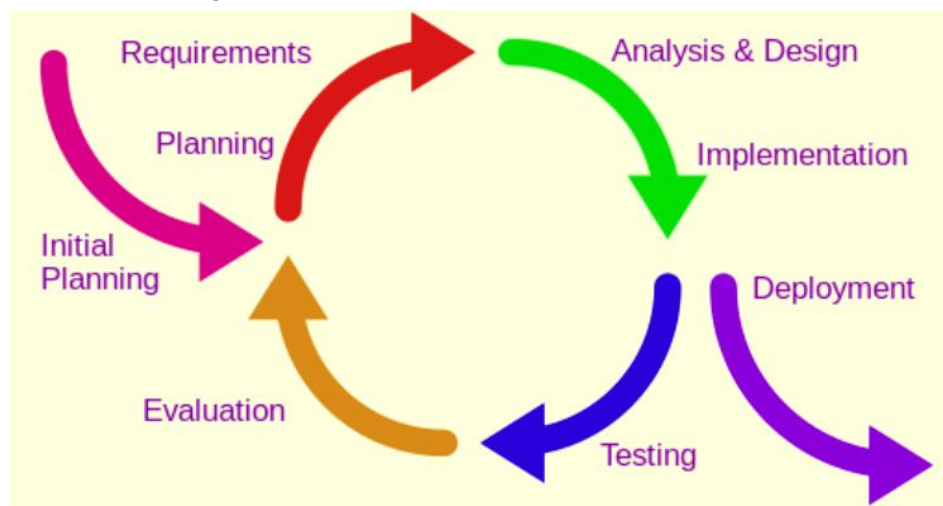 Requirements
Analysis & Design
Planning
Implementation
Initial
Planning
Deployment
Evaluation
Testing